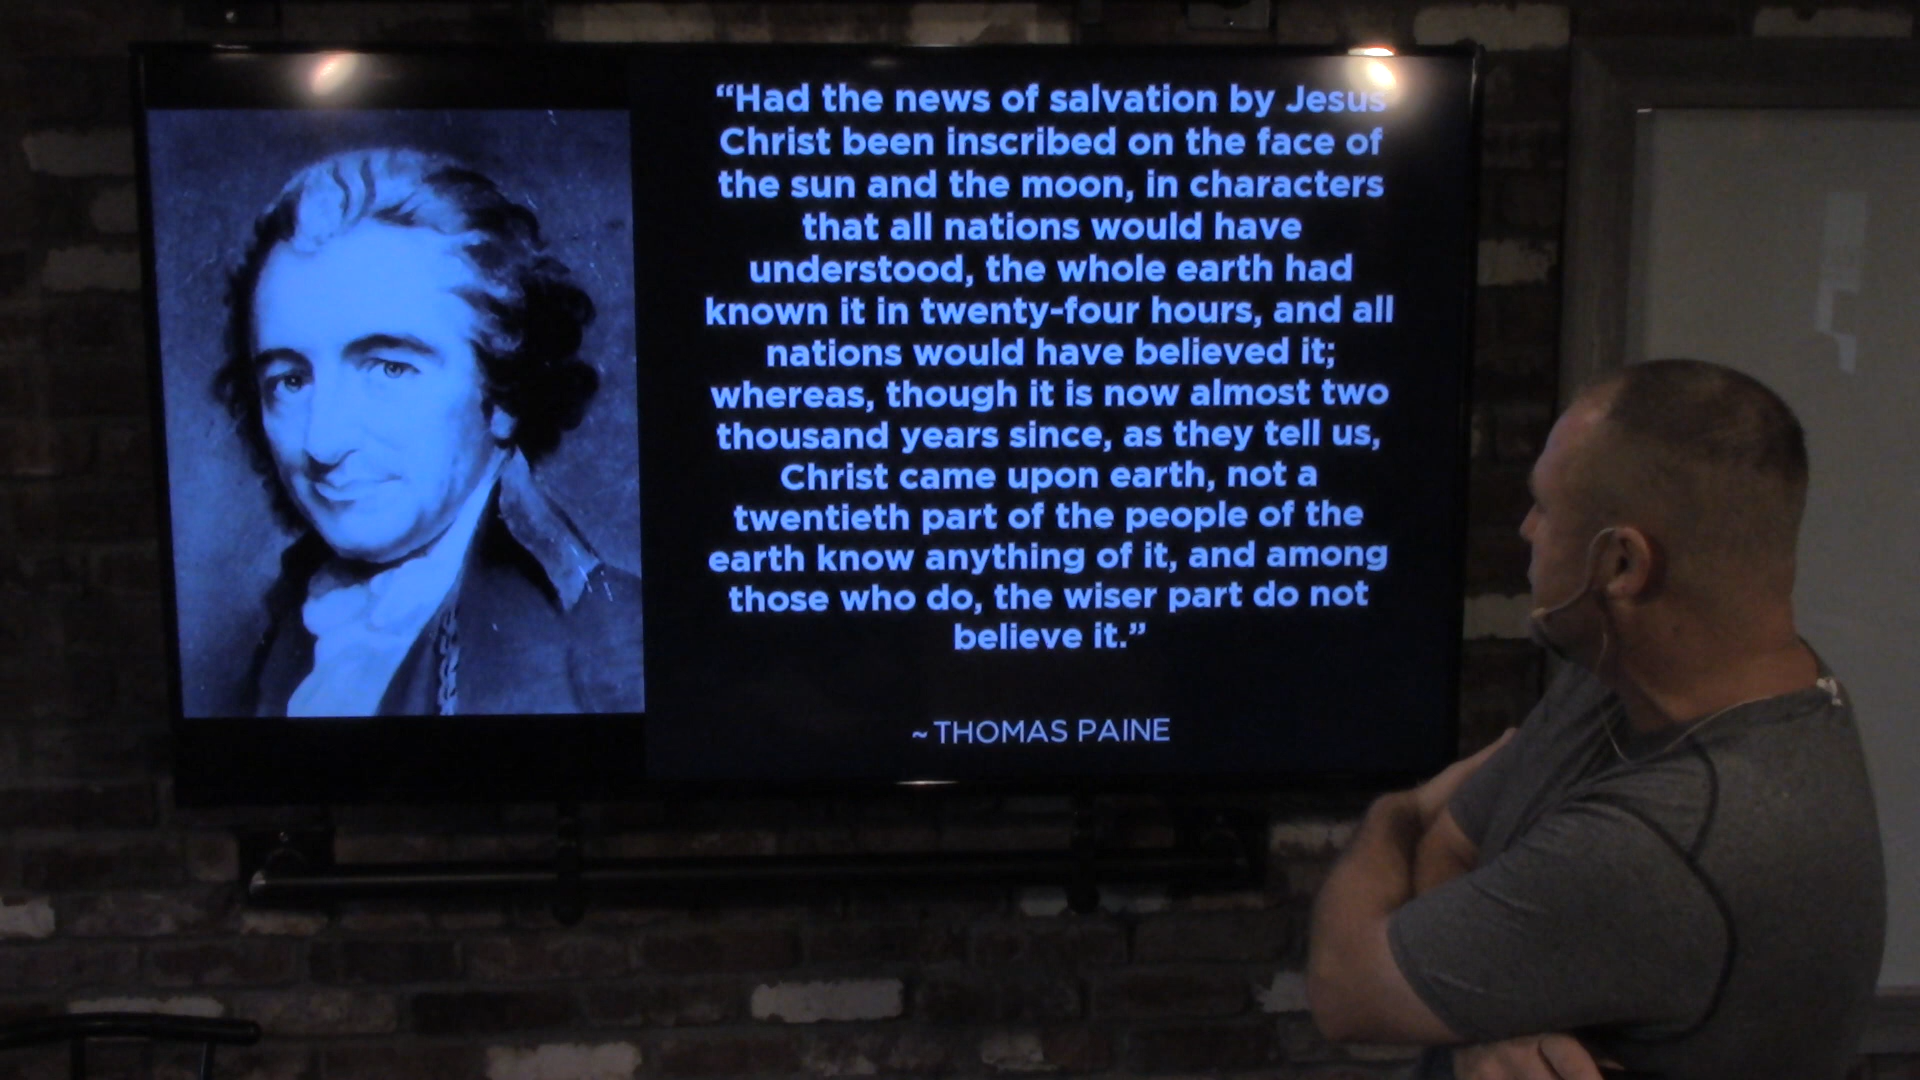 “Had the news of salvation by Jesus
Christ been inscribed on the face of
the sun and the moon, in characters
that all nations would have
understood, the whole earth had
known it in twenty-four hours, and all
nations would have believed it;
whereas, though it is now almost two
thousand years since, as they tell us,
Christ came upon earth, not a
twentieth part of the people of the
earth know anything of it, and among
those who do, the wiser part do not
believe it.”
~ THOMAS PAINE